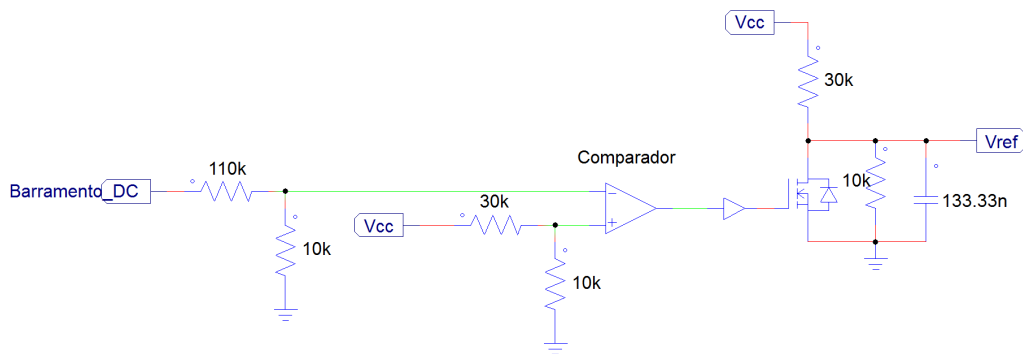 Vcc
30k
Vref
Comparador
110k
Barramento_DC
30k
10k
133.33n
Vcc
10k
10k